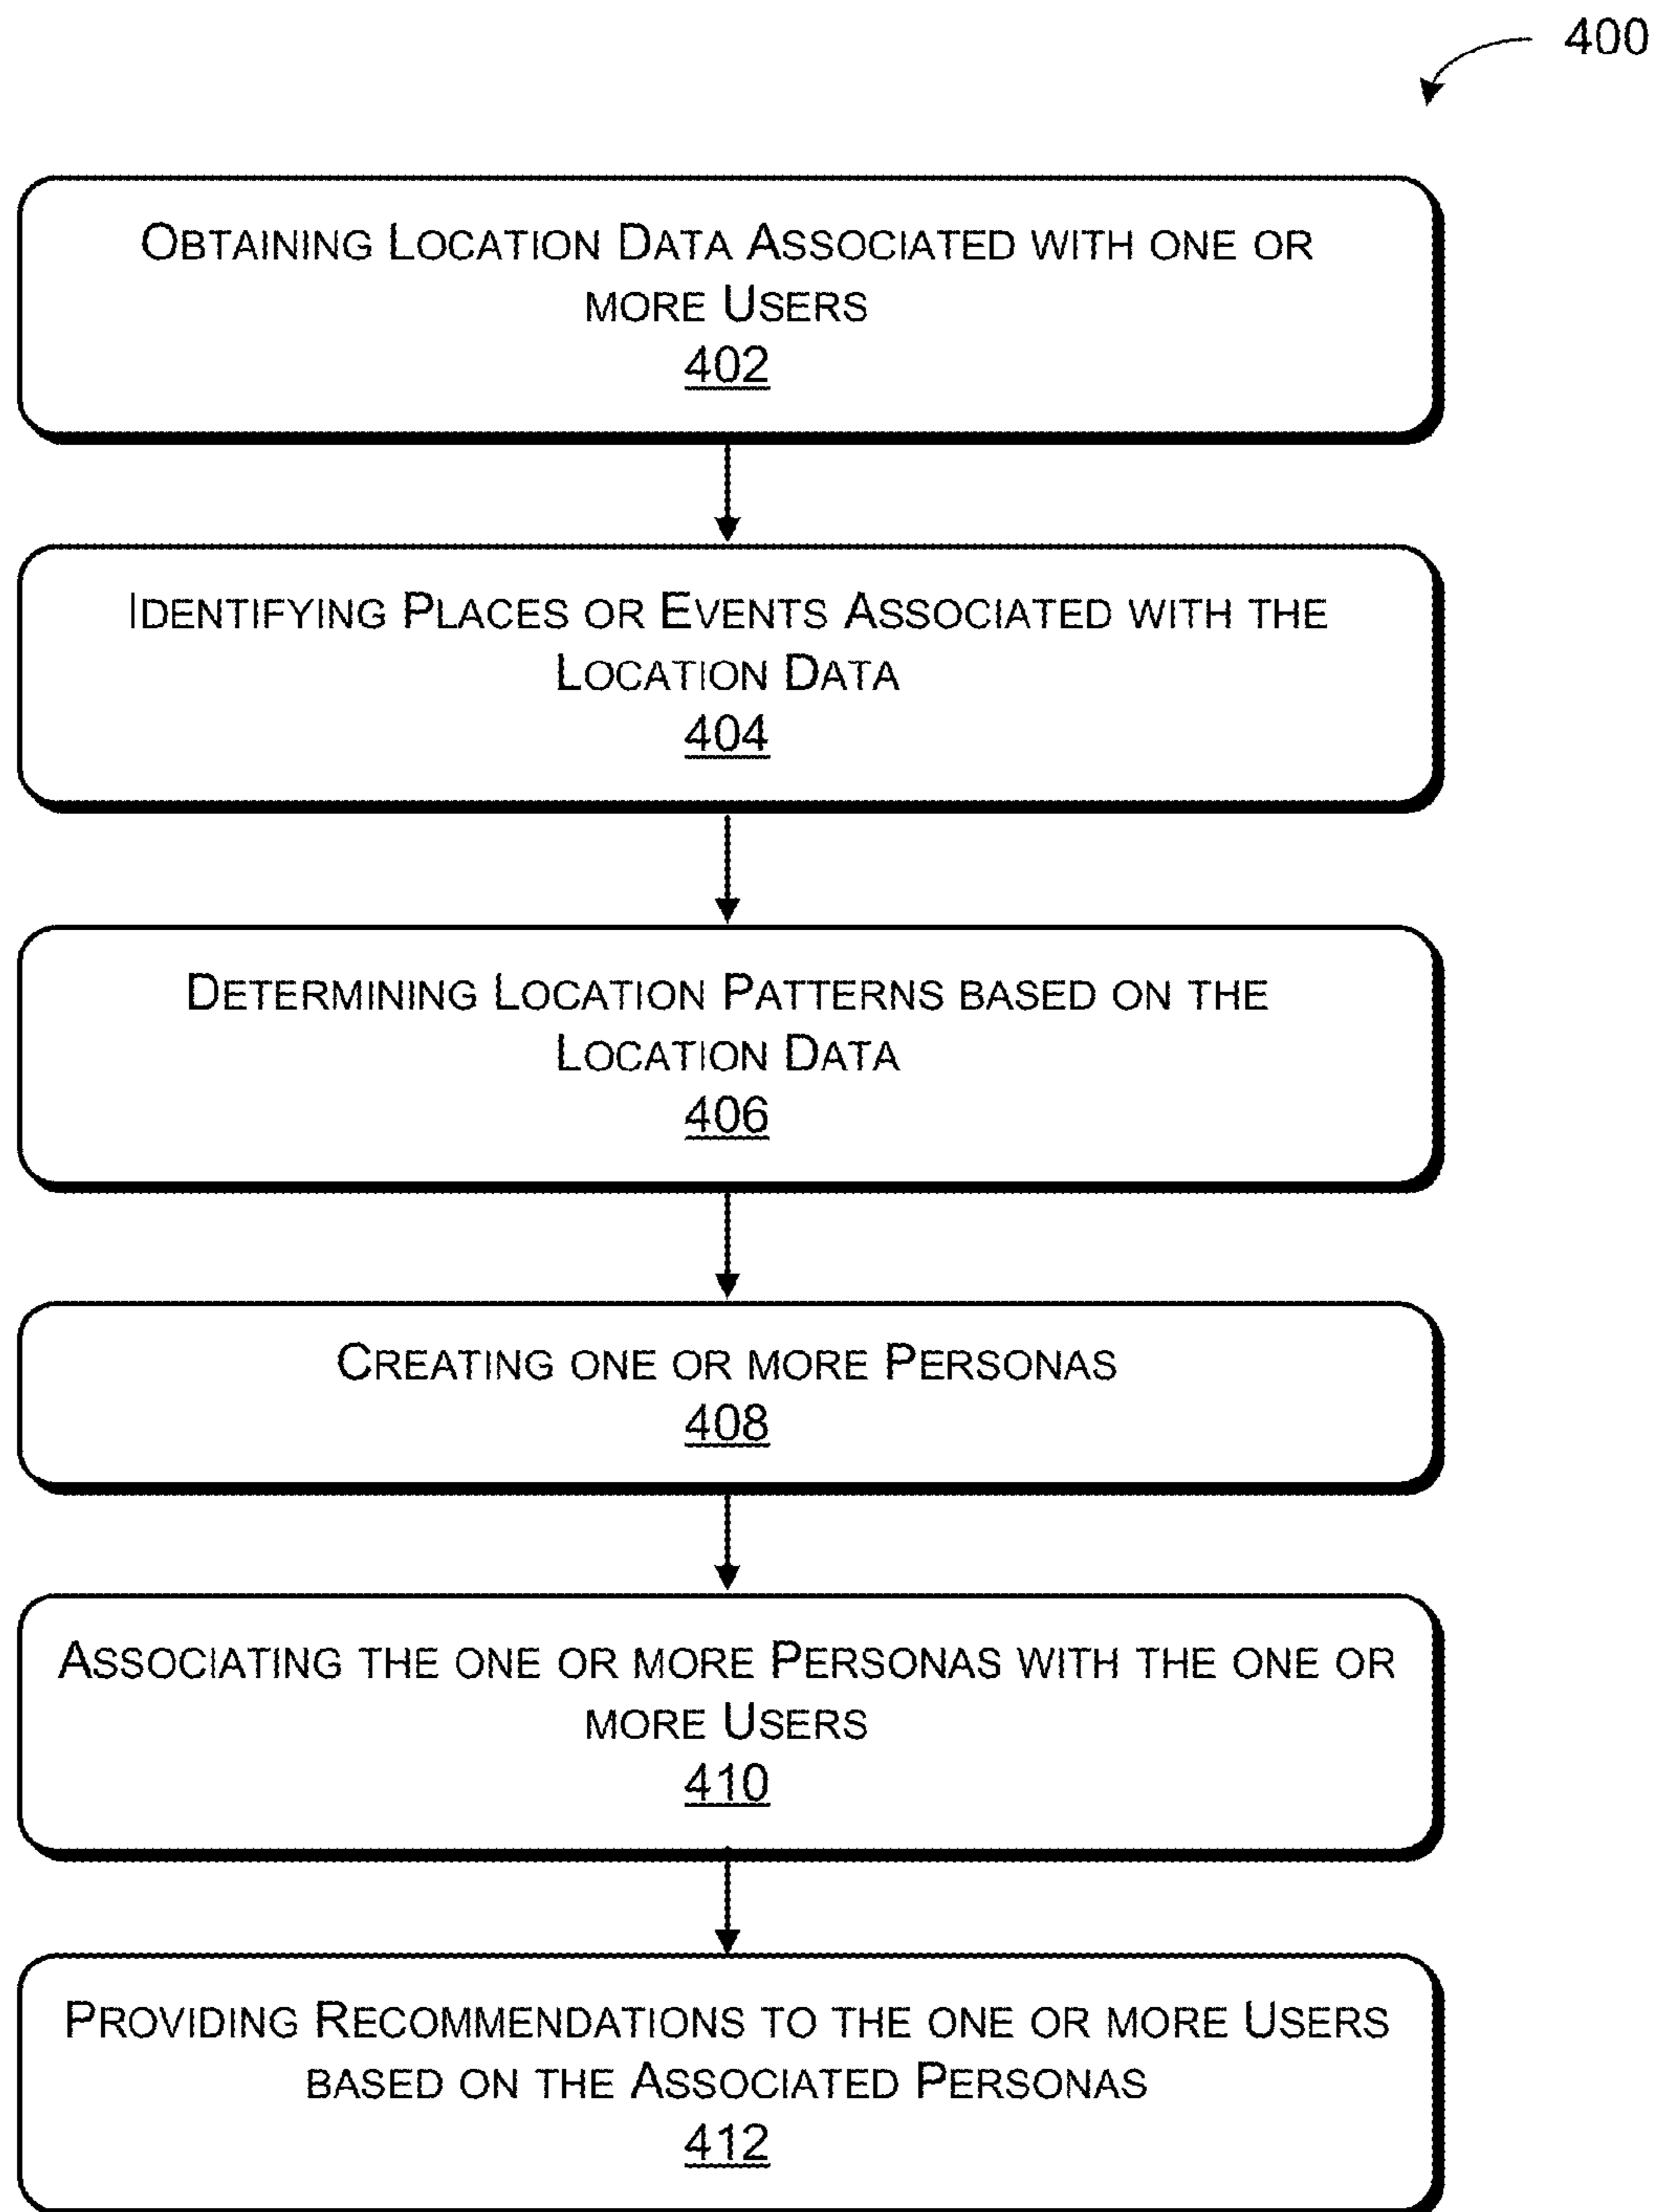 400
OBTAINING LOCATION DATA ASSOCIATED WITH ONE OR
MORE USERS
402
IDENTIFYING PLACES OR EVENTS ASSOCIATED WITH THE
LOCATION DATA
404
DETERMINING LOCATION PATTERNS BASED ON THE
LOCATION DATA
406
CREATING ONE OR MORE PERSONAS
408
ASSOCIATING THE ONE OR MORE PERSONAS WITH THE ONE OR
MORE USERS
410
PROVIDING RECOMMENDATIONS TO THE ONE OR MORE USERS
BASED ON THE ASSOCIATED PERSONAS
412